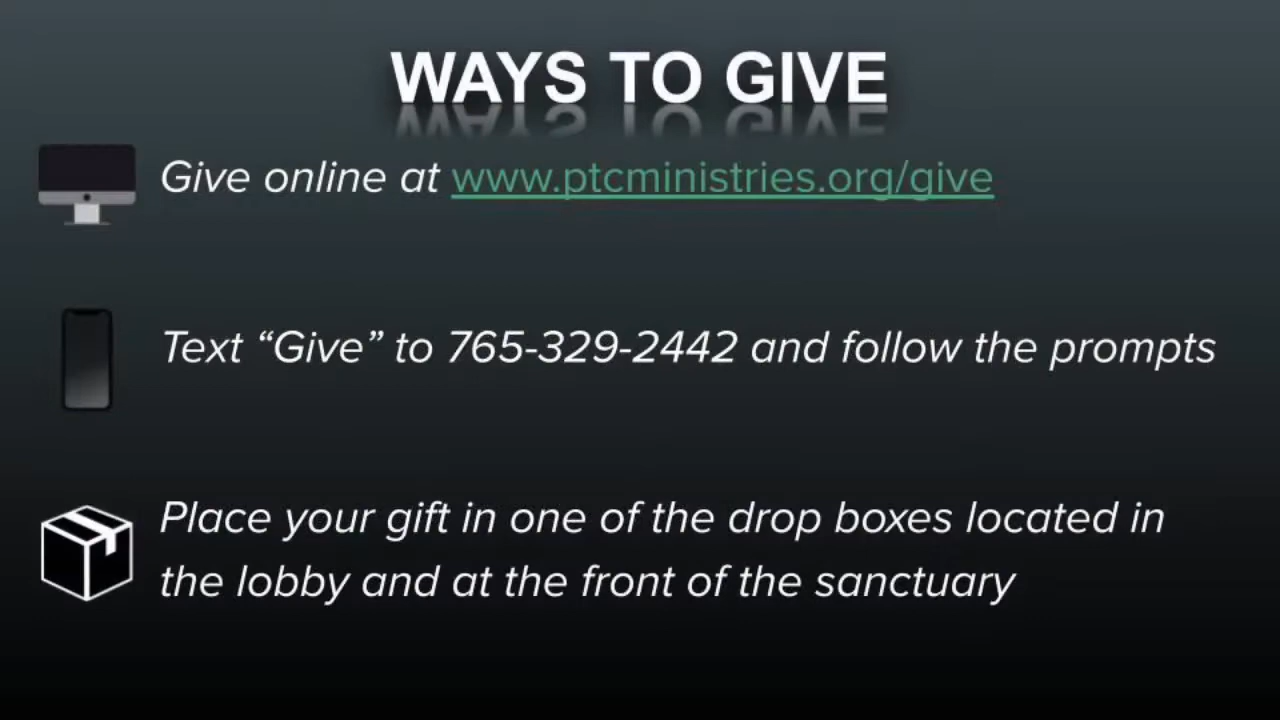 WAYS TO GIVE
Give online at www.ptcministries.org/give
Text “Give” to 765-329-2442 and follow the prompts
Place your gift in one of the drop boxes located in
the lobby and at the front of the sanctuary